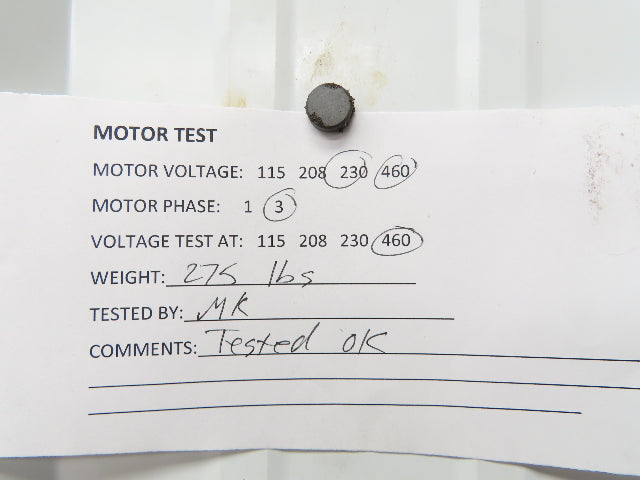 MOTOR TEST
MOTOR VOLTAGE: 115 208 230 460
MOTOR PHASE: 1 3
VOLTAGE TEST AT: 115 208 230 460
WEIGHT: 275 lbs
TESTED BY: MK
COMMENTS: Tested OK